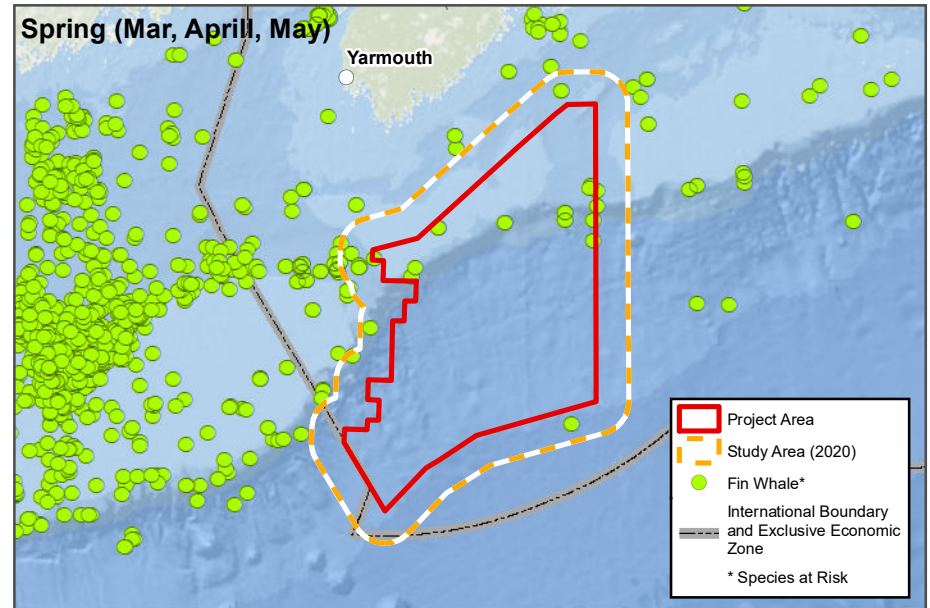 Spring (Mar, Aprill, May)
Yarmouth
Project Area
Study Area (2020)
Fin Whale*
International Boundary
and Exclusive Economic
Zone
* Species at Risk